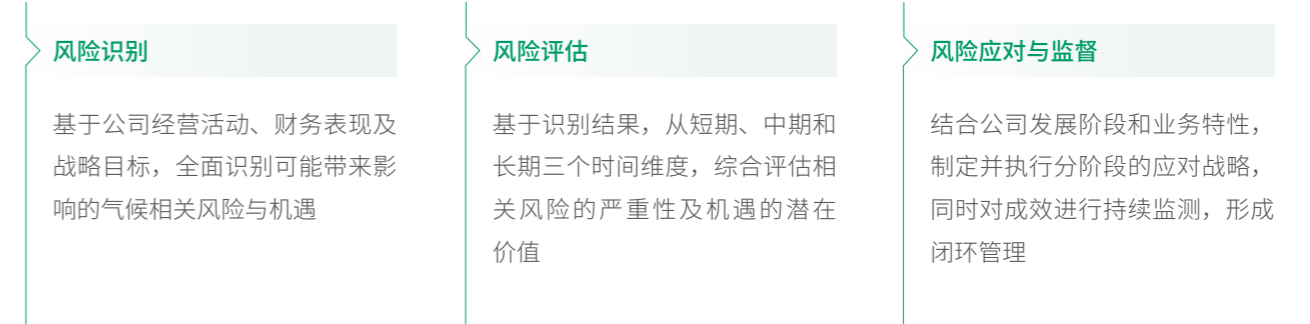 风险识别
基于公司经营活动、财务表现及
战略目标，全面识别可能带来影
响的气候相关风险与机遇
风险评估
基于识别结果，从短期、中期和
长期三个时间维度，综合评估相
关风险的严重性及机遇的潜在
价值
风险应对与监督
结合公司发展阶段和业务特性，
制定并执行分阶段的应对战略，
同时对成效进行持续监测，形成
闭环管理